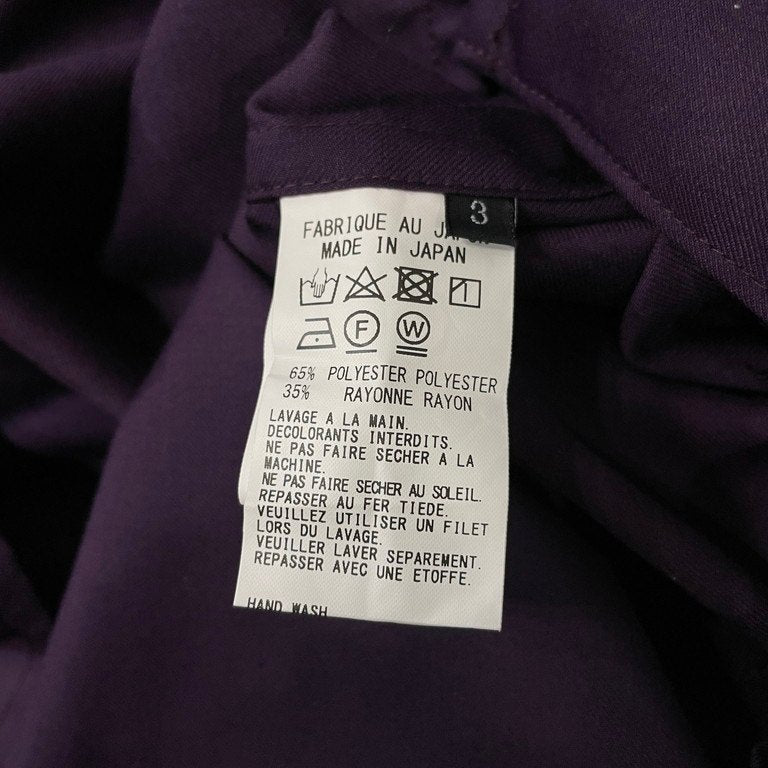 3
FABRIQUE AU
MADE IN JAPAN
F W
65% POLYESTER POLYESTER
35% RAYONNE RAYON
LAVAGE A LA MAIN.
DECOLORANTS INTERDITS.
NE PAS FAIRE SECHER A LA
MACHINE.
NE PAS FAIRE SECHER AU SOLEIL.
REPASSER AU FER TIEDE.
VEUILLEZ UTILISER UN FILET
LORS DU LAVAGE.
VEUILLER LAVER SEPAREMENT.
REPASSER AVEC UNE ETOFFE.
HAND WASH